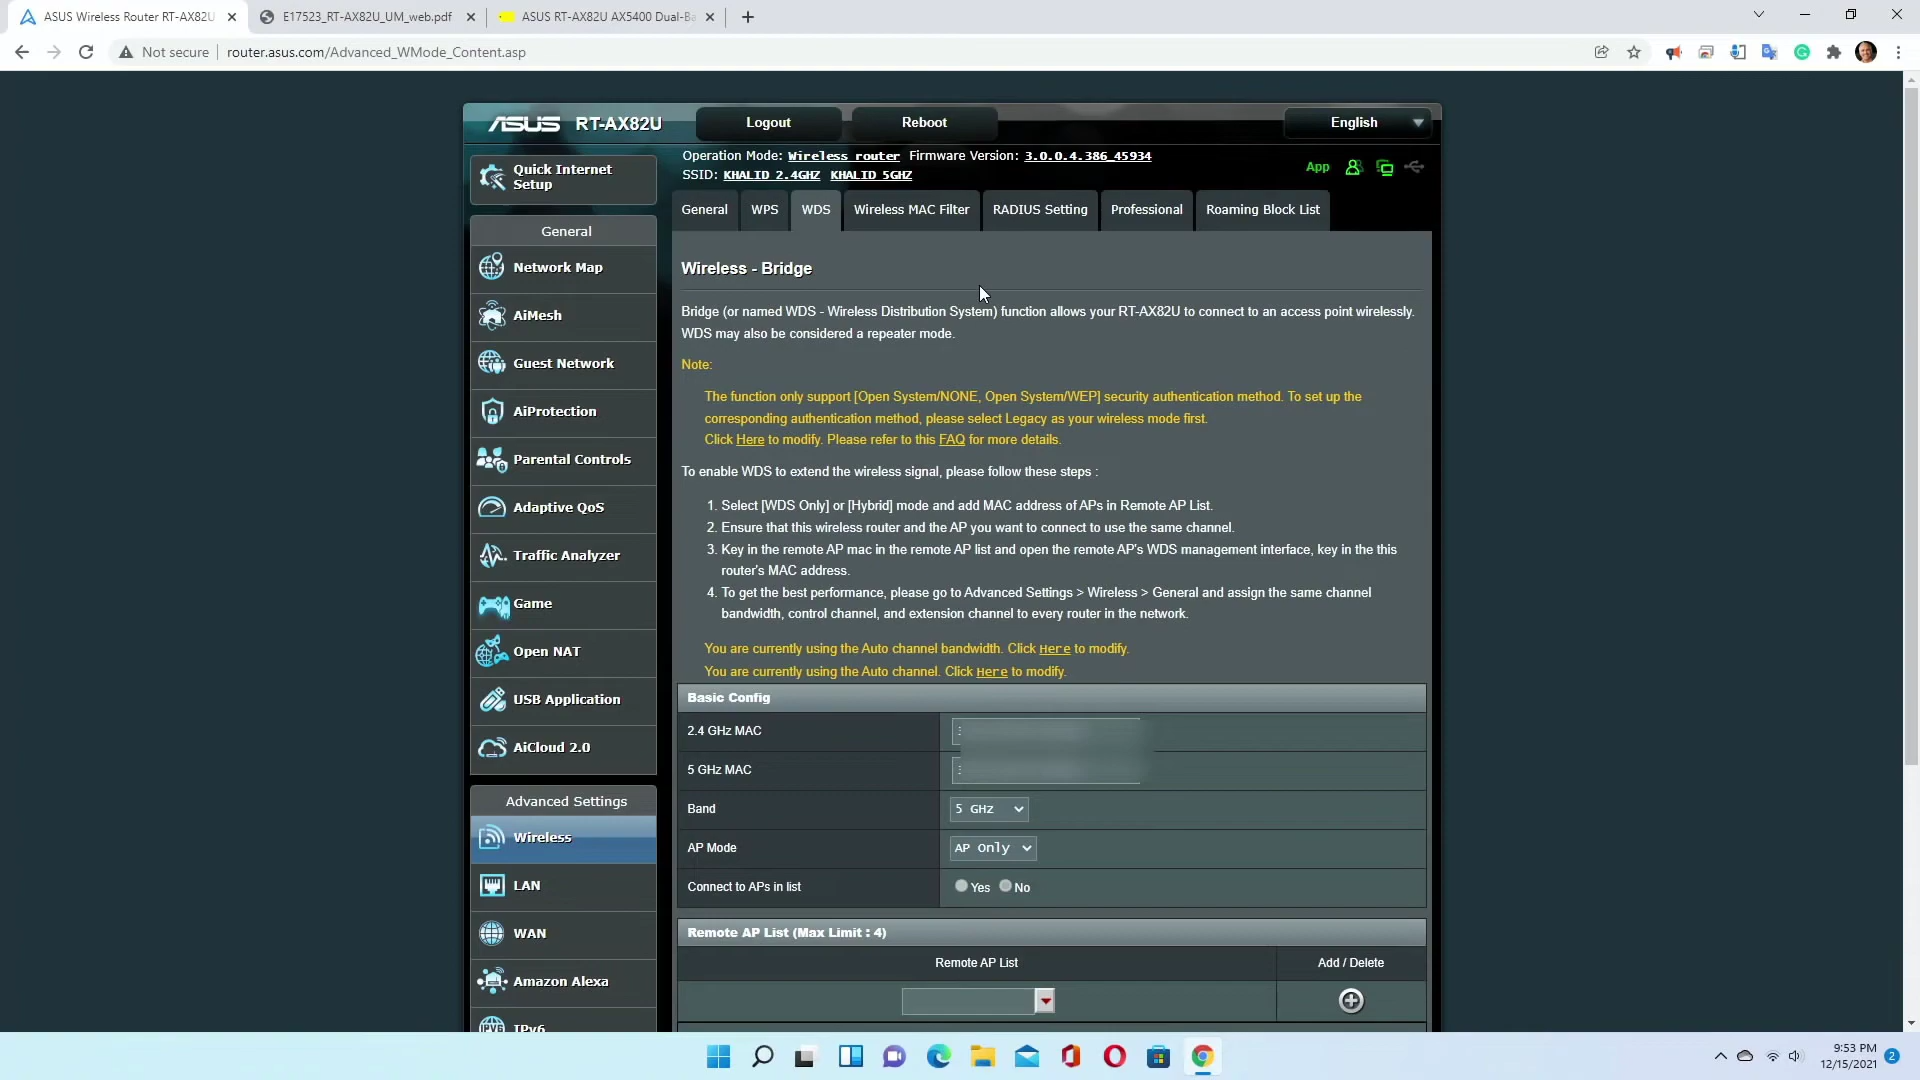 ASUS Wireless Router RT-AX82U
E17523_RT-AX82U_UM_web.pdf
ASUS RT-AX82U AX5400 Dual-Ba
Not secure
router.asus.com/Advanced_WMode_Content.asp
ASUS RT-AX82U
Logout
Reboot
English
Operation Mode: Wireless router Firmware Version: 3.0.0.4.386_45934
SSID: KHALID 2.4GHZ KHALID 5GHZ
App
Quick Internet
Setup
General
Network Map
AiMesh
Guest Network
AiProtection
Parental Controls
Adaptive QoS
Traffic Analyzer
Game
Open NAT
USB Application
AiCloud 2.0
Advanced Settings
Wireless
LAN
WAN
Amazon Alexa
IPv6
General
WPS
WDS
Wireless MAC Filter
RADIUS Setting
Professional
Roaming Block List
Wireless - Bridge
Bridge (or named WDS - Wireless Distribution System) function allows your RT-AX82U to connect to an access point wirelessly.
WDS may also be considered a repeater mode.
Note:
The function only support [Open System/NONE, Open System/WEP] security authentication method. To set up the
corresponding authentication method, please select Legacy as your wireless mode first.
Click Here to modify. Please refer to this FAQ for more details.
To enable WDS to extend the wireless signal, please follow these steps :
1. Select [WDS Only] or [Hybrid] mode and add MAC address of APs in Remote AP List.
2. Ensure that this wireless router and the AP you want to connect to use the same channel.
3. Key in the remote AP mac in the remote AP list and open the remote AP's WDS management interface, key in the this
router's MAC address.
4. To get the best performance, please go to Advanced Settings > Wireless > General and assign the same channel
bandwidth, control channel, and extension channel to every router in the network.
You are currently using the Auto channel bandwidth. Click Here to modify.
You are currently using the Auto channel. Click Here to modify.
Basic Config
2.4 GHz MAC
5 GHz MAC
Band
5 GHz
AP Mode
AP Only
Connect to APs in list
Yes No
Remote AP List (Max Limit : 4)
Remote AP List
Add / Delete
9:53 PM
12/15/2021
2